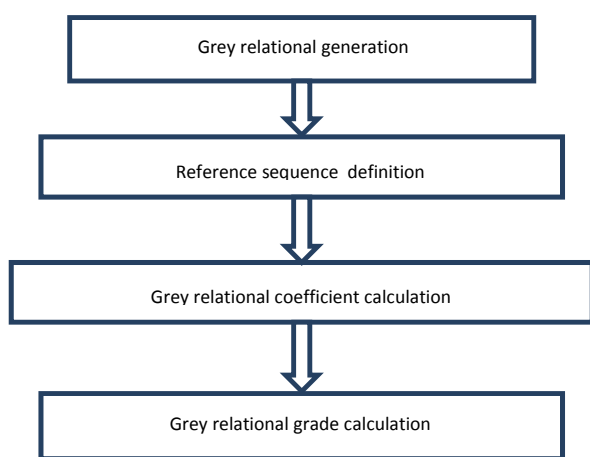 Grey relational generation
Reference sequence definition
Grey relational coefficient calculation
Grey relational grade calculation